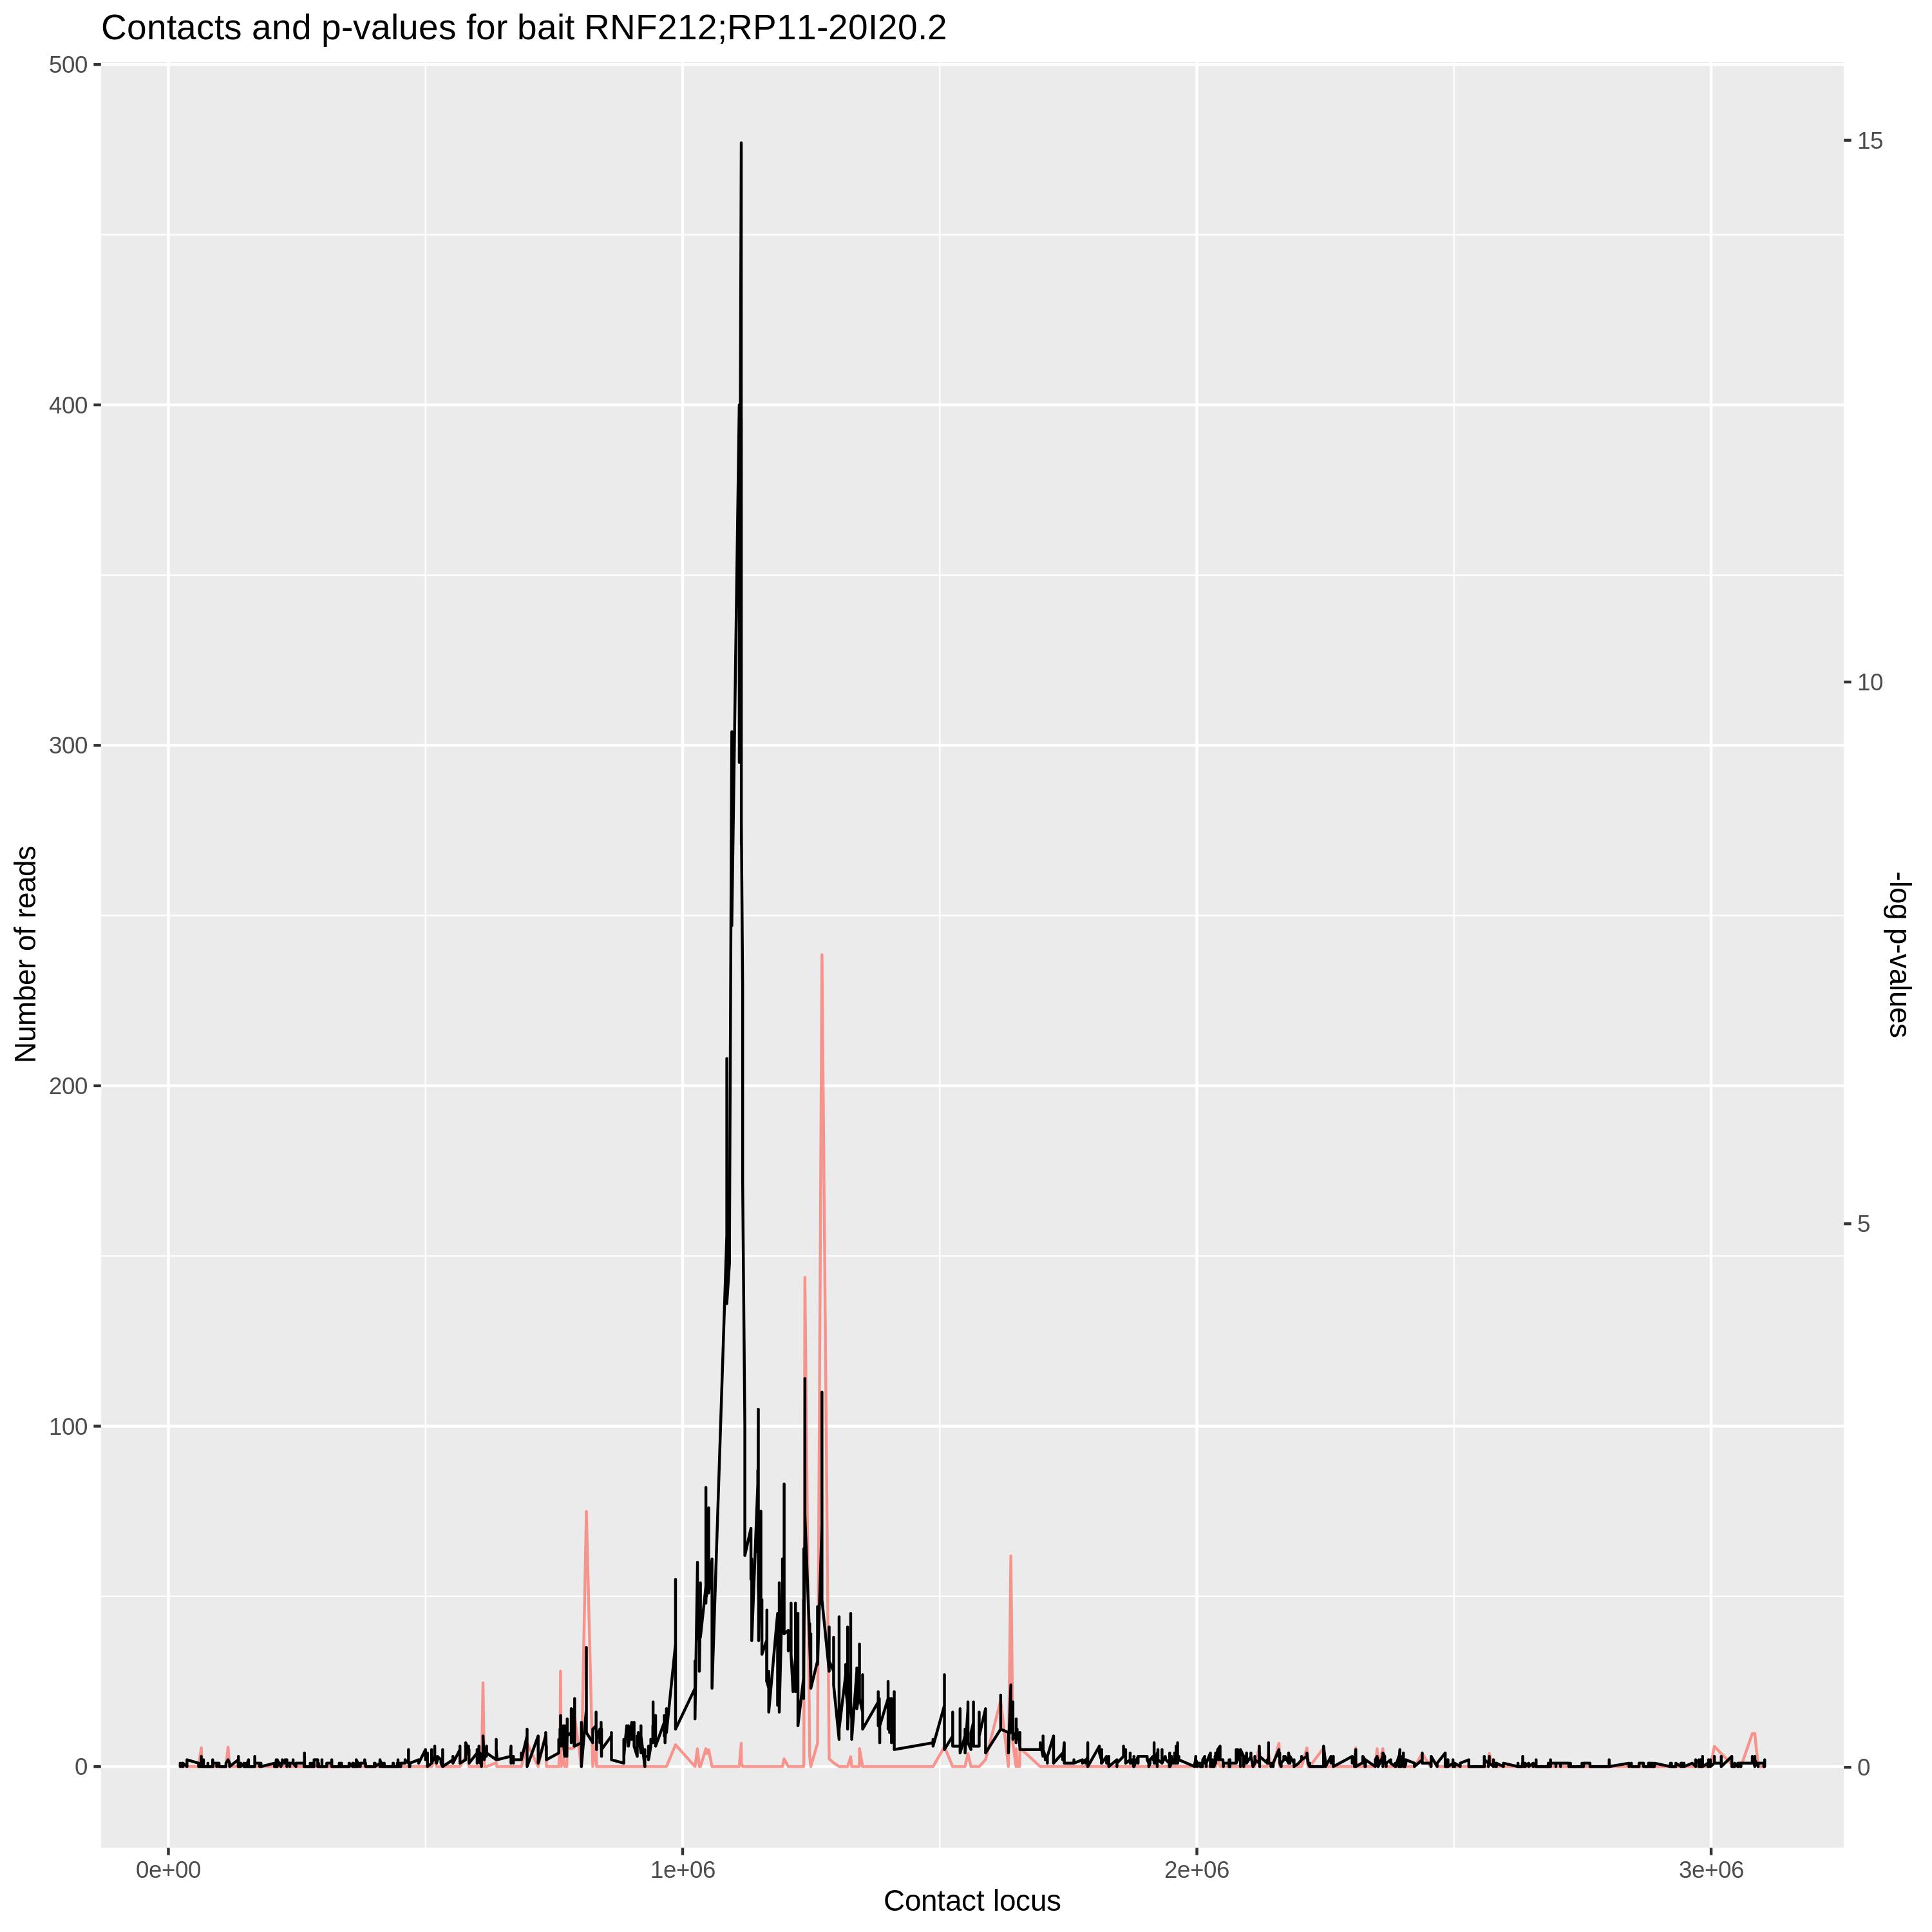 Contacts and p-values for bait RNF212;RP11-20I20.2
500
400
300
200
100
0
Number of reads
15
10
5
0
-log p-values
0e+00
1e+06
2e+06
3e+06
Contact locus